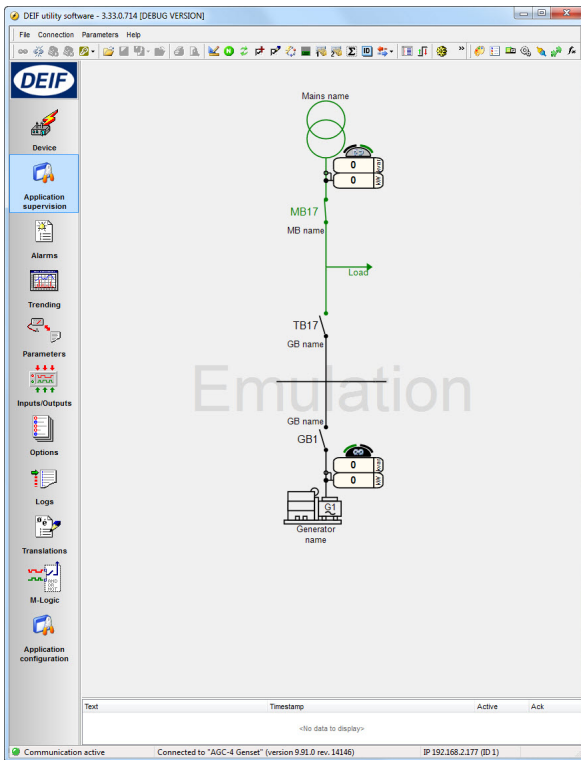 DEIF utility software - 3.33.0.714 [DEBUG VERSION]
File Connection Parameters Help
DEIF
Device
Application
supervision
Alarms
Trending
Parameters
Inputs/Outputs
Options
Logs
Translations
M-Logic
Application
configuration
Mains name
0
kvar
0
kW
MB17
MB name
Load
TB17
GB name
Emulation
GB name
GB1
0
kvar
0
kW
G1
Generator
name
Text Timestamp Active Ack
<No data to display>
Communication active Connected to "AGC-4 Genset" (version 9.91.0 rev. 14146) IP 192.168.2.177 (ID 1)